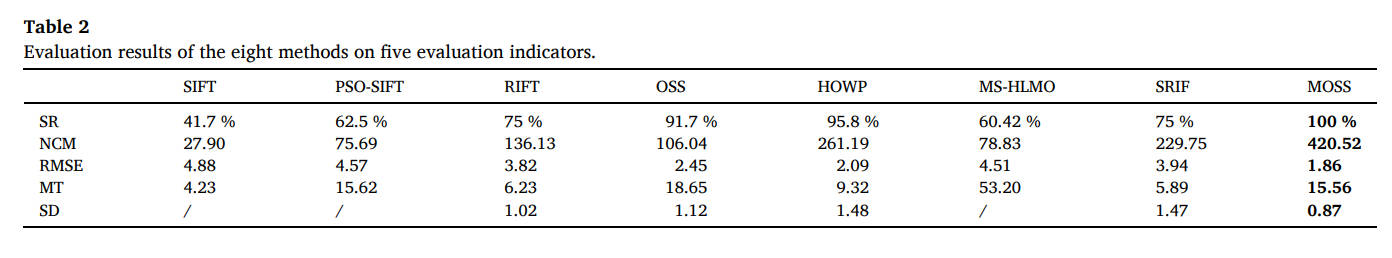 Table 2
Evaluation results of the eight methods on five evaluation indicators.
SIFT PSO-SIFT RIFT OSS HOWP MS-HLMO SRIF MOSS
SR 41.7 % 62.5 % 75 % 91.7 % 95.8 % 60.42 % 75 % 100 %
NCM 27.90 75.69 136.13 106.04 261.19 78.83 229.75 420.52
RMSE 4.88 4.57 3.82 2.45 2.09 4.51 3.94 1.86
MT 4.23 15.62 6.23 18.65 9.32 53.20 5.89 15.56
SD / / 1.02 1.12 1.48 / 1.47 0.87